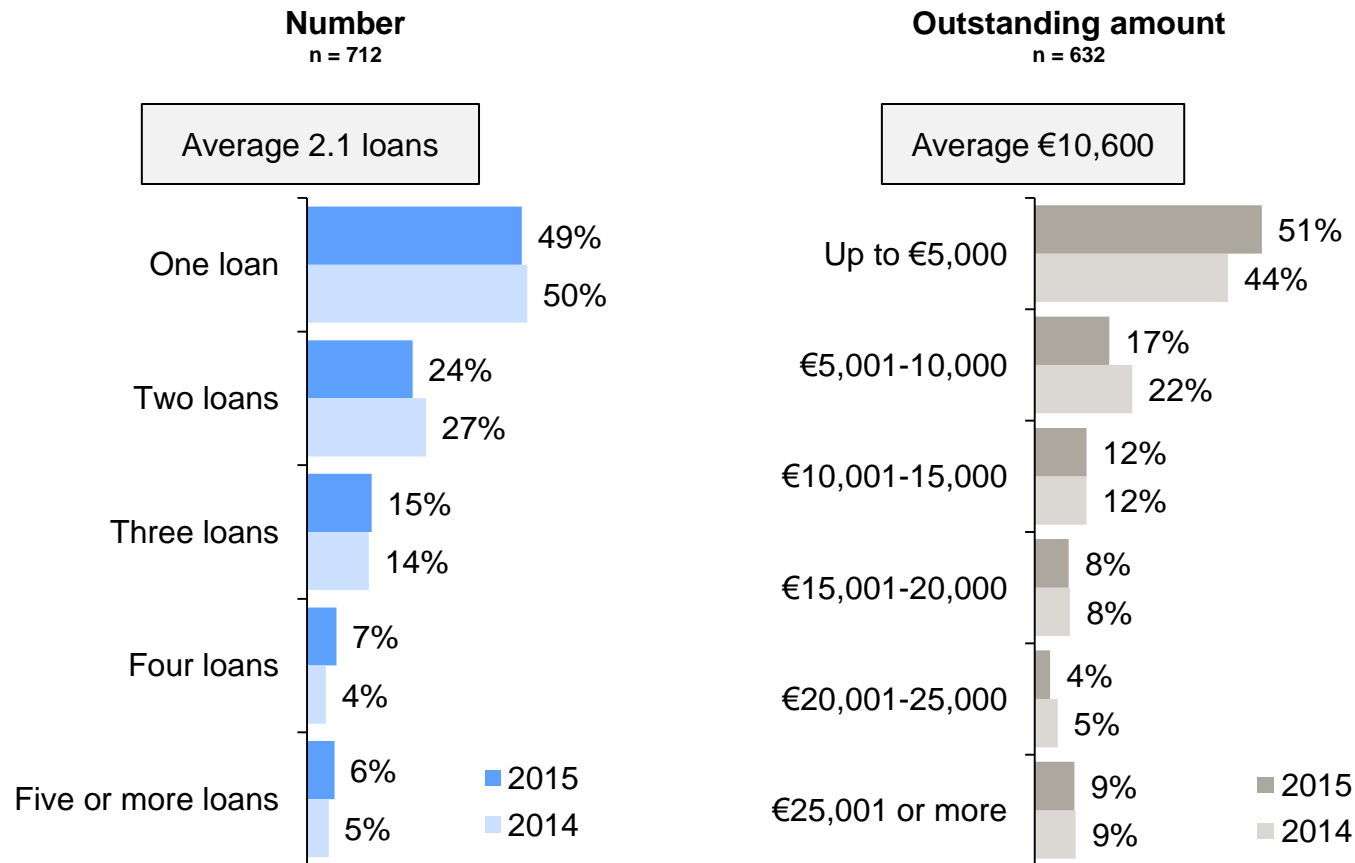 Number
n = 712
Average 2.1 loans
One loan
49%
50%
Two loans
24%
27%
Three loans
15%
14%
Four loans
7%
4%
Five or more loans
6%
5%
2015
2014
Outstanding amount
n = 632
Average €10,600
Up to €5,000
51%
44%
€5,001-10,000
17%
22%
€10,001-15,000
12%
12%
€15,001-20,000
8%
8%
€20,001-25,000
4%
5%
€25,001 or more
9%
9%
2015
2014